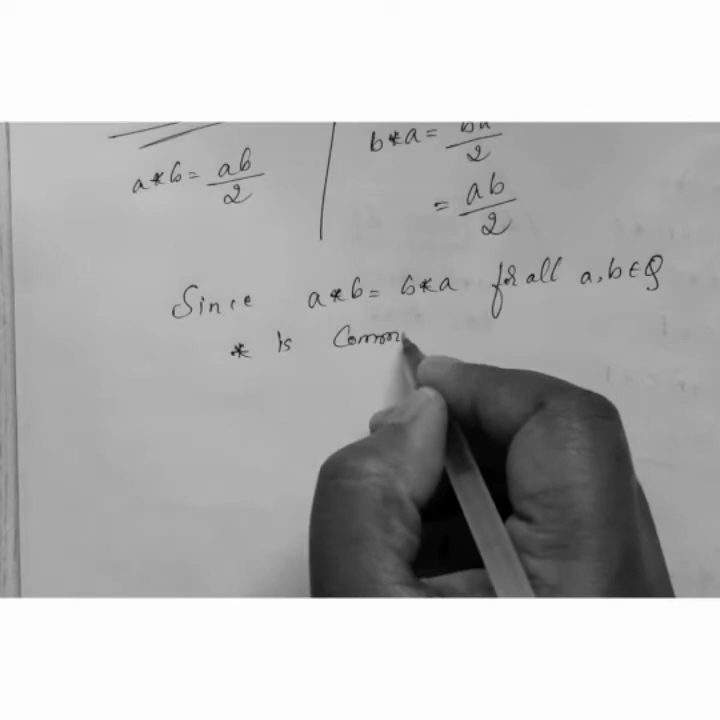 a*b = ab/2
b*a = ba/2
= ab/2
Since a*b = b*a for all a,b∈Q
* is Comm